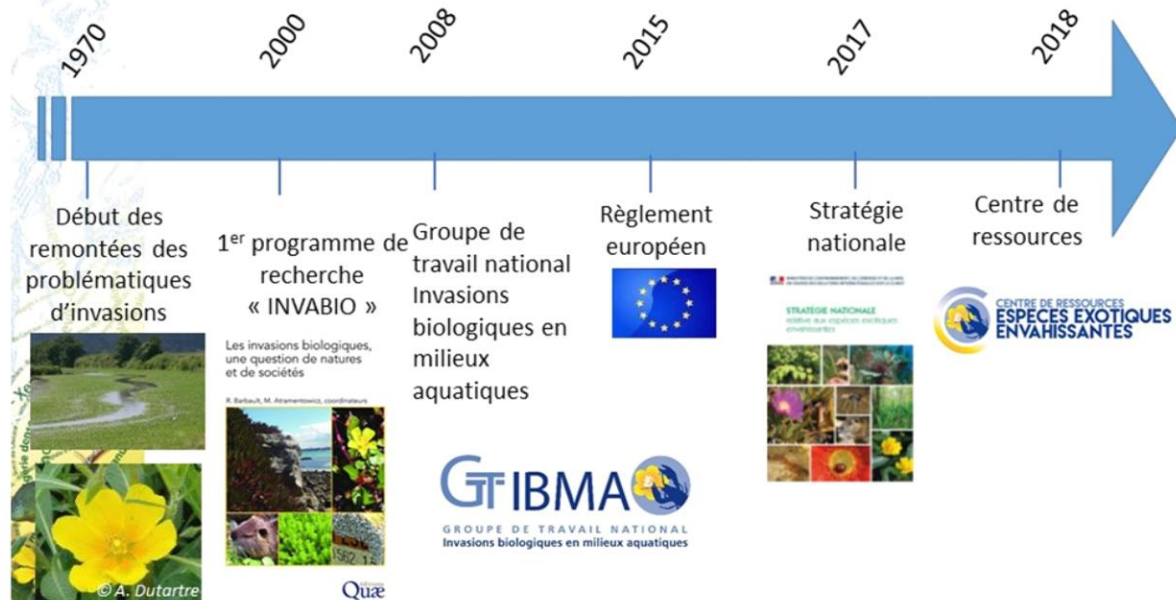 1970
2000
2008
2015
2017
2018
Début des
remontées des
problématiques
d’invasions
© A. Dutartre
1er programme de
recherche
« INVABIO »
Les invasions biologiques,
une question de natures
et de sociétés
R. Barbault, M. Atramentowicz, coordinateurs
éditions
Quæ
Groupe de
travail national
Invasions
biologiques en
milieux
aquatiques
GT IBMA
GROUPE DE TRAVAIL NATIONAL
Invasions biologiques en milieux aquatiques
Règlement
européen
Stratégie
nationale
STRATÉGIE NATIONALE
relative aux espèces exotiques
envahissantes
Centre de
ressources
CENTRE DE RESSOURCES
ESPÈCES EXOTIQUES
ENVAHISSANTES